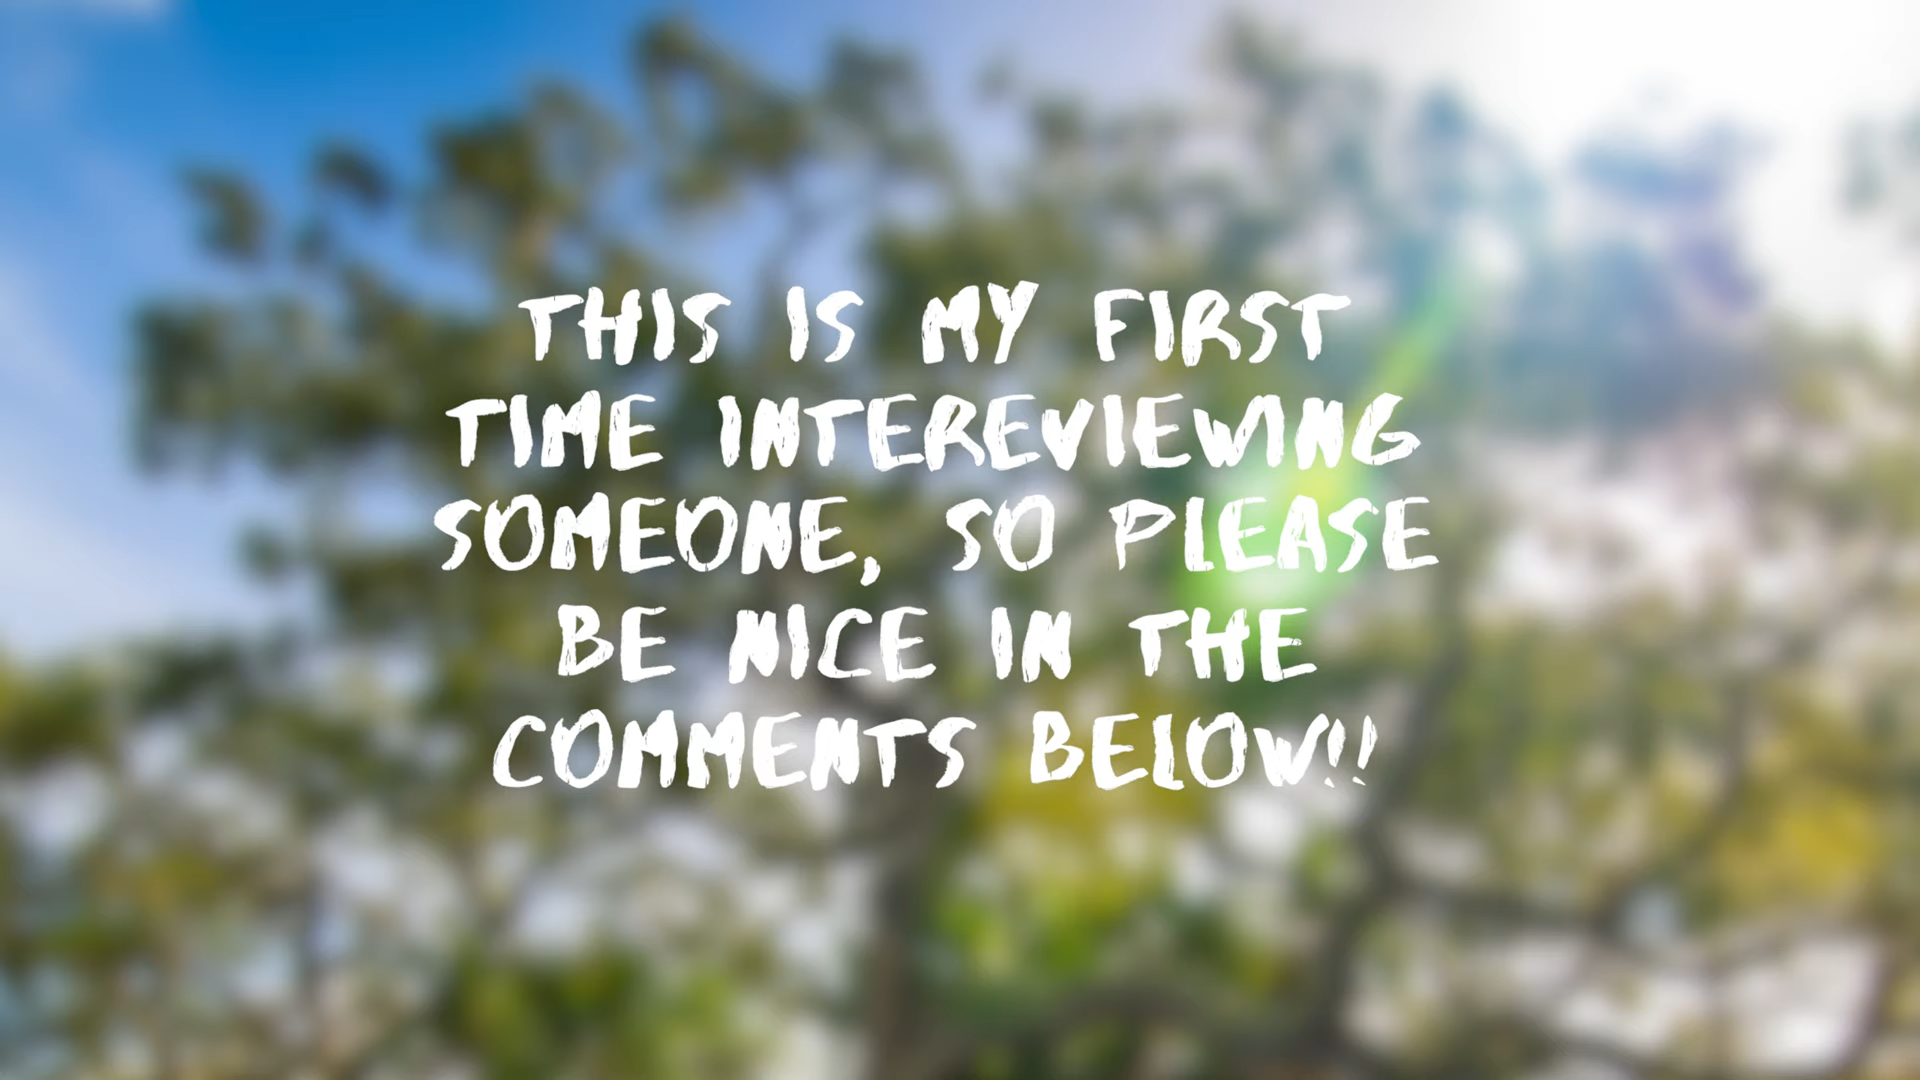 THIS IS MY FIRST
TIME INTEREVIEWING
SOMEONE, SO PLEASE
BE NICE IN THE
COMMENTS BELOW!!